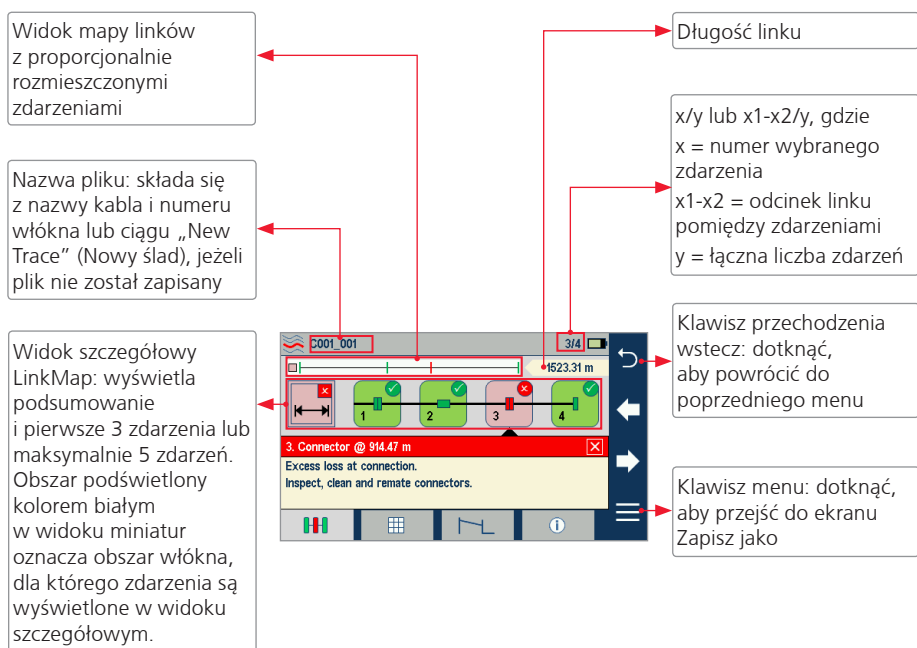 Widok mapy linków
z proporcjonalnie
rozmieszczonymi
zdarzeniami
Nazwa pliku: składa się
z nazwy kabla i numeru
włókna lub ciągu „New
Trace” (Nowy ślad), jeżeli
plik nie został zapisany
Widok szczegółowy
LinkMap: wyświetla
podsumowanie
i pierwsze 3 zdarzenia lub
maksymalnie 5 zdarzeń.
Obszar podświetlony
kolorem białym
w widoku miniatur
oznacza obszar włókna,
dla którego zdarzenia są
wyświetlone w widoku
szczegółowym.
C001_001
3/4
1523.31 m
1
2
3
4
3. Connector @ 914.47 m
Excess loss at connection.
Inspect, clean and remate connectors.
Długość linku
x/y lub x1-x2/y, gdzie
x = numer wybranego
zdarzenia
x1-x2 = odcinek linku
pomiędzy zdarzeniami
y = łączna liczba zdarzeń
Klawisz przechodzenia
wstecz: dotknąć,
aby powrócić do
poprzedniego menu
Klawisz menu: dotknąć,
aby przejść do ekranu
Zapisz jako